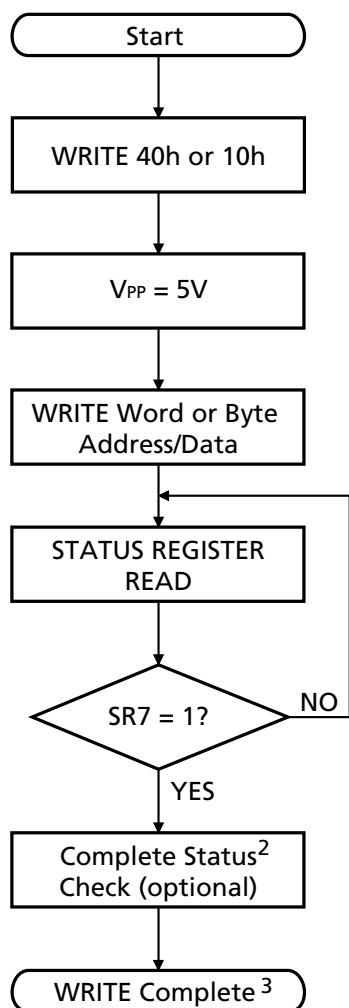 Start
WRITE 40h or 10h
VPP = 5V
WRITE Word or Byte
Address/Data
STATUS REGISTER
READ
SR7 = 1?
NO
YES
Complete Status2
Check (optional)
WRITE Complete 3